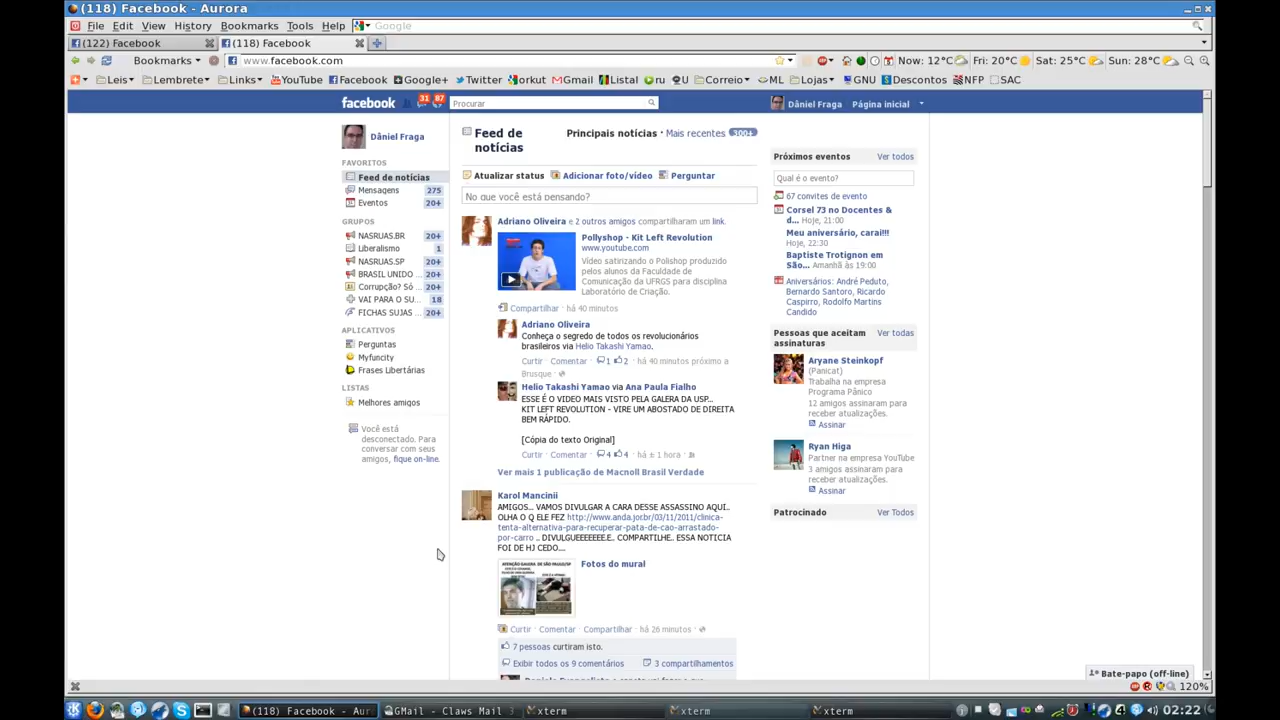 (118) Facebook - Aurora
File Edit View History Bookmarks Tools Help Google
(122) Facebook (118) Facebook
Bookmarks www.facebook.com Now: 12°C Fri: 20°C Sat: 25°C Sun: 28°C
Leis Lembrete Links YouTube Facebook Google+ Twitter orkut Gmail Listal ru U Correio ML Lojas GNU Descontos NFP SAC
facebook 31 87 Procurar Dâniel Fraga Página inicial
Dâniel Fraga
FAVORITOS
Feed de notícias
Mensagens 275
Eventos 20+
GRUPOS
NASRUAS.BR 20+
Liberalismo 1
NASRUAS.SP 20+
BRASIL UNIDO ... 20+
Corrupção? Só ... 20+
VAI PARA O SU... 18
FICHAS SUJAS ... 20+
APLICATIVOS
Perguntas
Myfuncity
Frases Libertárias
LISTAS
Melhores amigos
Você está
desconectado. Para
conversar com seus
amigos, fique on-line.
Feed de
notícias
Principais notícias · Mais recentes 300+
Atualizar status Adicionar foto/vídeo Perguntar
No que você está pensando?
Adriano Oliveira e 2 outros amigos compartilharam um link.
Pollyshop - Kit Left Revolution
www.youtube.com
Vídeo satirizando o Polishop produzido
pelos alunos da Faculdade de
Comunicação da UFRGS para disciplina
Laboratório de Criação.
Compartilhar · há 40 minutos
Adriano Oliveira
Conheça o segredo de todos os revolucionários
brasileiros via Helio Takashi Yamao.
Curtir · Comentar · 1 2 · há 40 minutos próximo a
Brusque ·
Helio Takashi Yamao via Ana Paula Fialho
ESSE É O VIDEO MAIS VISTO PELA GALERA DA USP...
KIT LEFT REVOLUTION - VIRE UM ABOSTADO DE DIREITA
BEM RÁPIDO.
[Cópia do texto Original]
Curtir · Comentar · 4 4 · há ± 1 hora ·
Ver mais 1 publicação de Macnoll Brasil Verdade
Karol Mancinii
AMIGOS... VAMOS DIVULGAR A CARA DESSE ASSASSINO AQUI..
OLHA O Q ELE FEZ http://www.anda.jor.br/03/11/2011/clinica-
tenta-alternativa-para-recuperar-pata-de-cao-arrastado-
por-carro .. DIVULGUEEEEEE.E.. COMPARTILHE.. ESSA NOTICIA
FOI DE HJ CEDO....
Fotos do mural
Curtir · Comentar · Compartilhar · há 26 minutos ·
7 pessoas curtiram isto.
Exibir todos os 9 comentários 3 compartilhamentos
Próximos eventos Ver todos
Qual é o evento?
67 convites de evento
Corsel 73 no Docentes &
d... Hoje, 21:00
Meu aniversário, carai!!!
Hoje, 22:30
Baptiste Trotignon em
São... Amanhã às 19:00
Aniversários: André Peduto,
Bernardo Santoro, Ricardo
Caspirro, Rodolfo Martins
Candido
Pessoas que aceitam
assinaturas
Ver todas
Aryane Steinkopf
(Panicat)
Trabalha na empresa
Programa Pânico
12 amigos assinaram para
receber atualizações.
Assinar
Ryan Higa
Partner na empresa YouTube
3 amigos assinaram para
receber atualizações.
Assinar
Patrocinado Ver Todos
Bate-papo (off-line)
120%
(118) Facebook - Aur GMail - Claws Mail 3 xterm xterm xterm 02:22